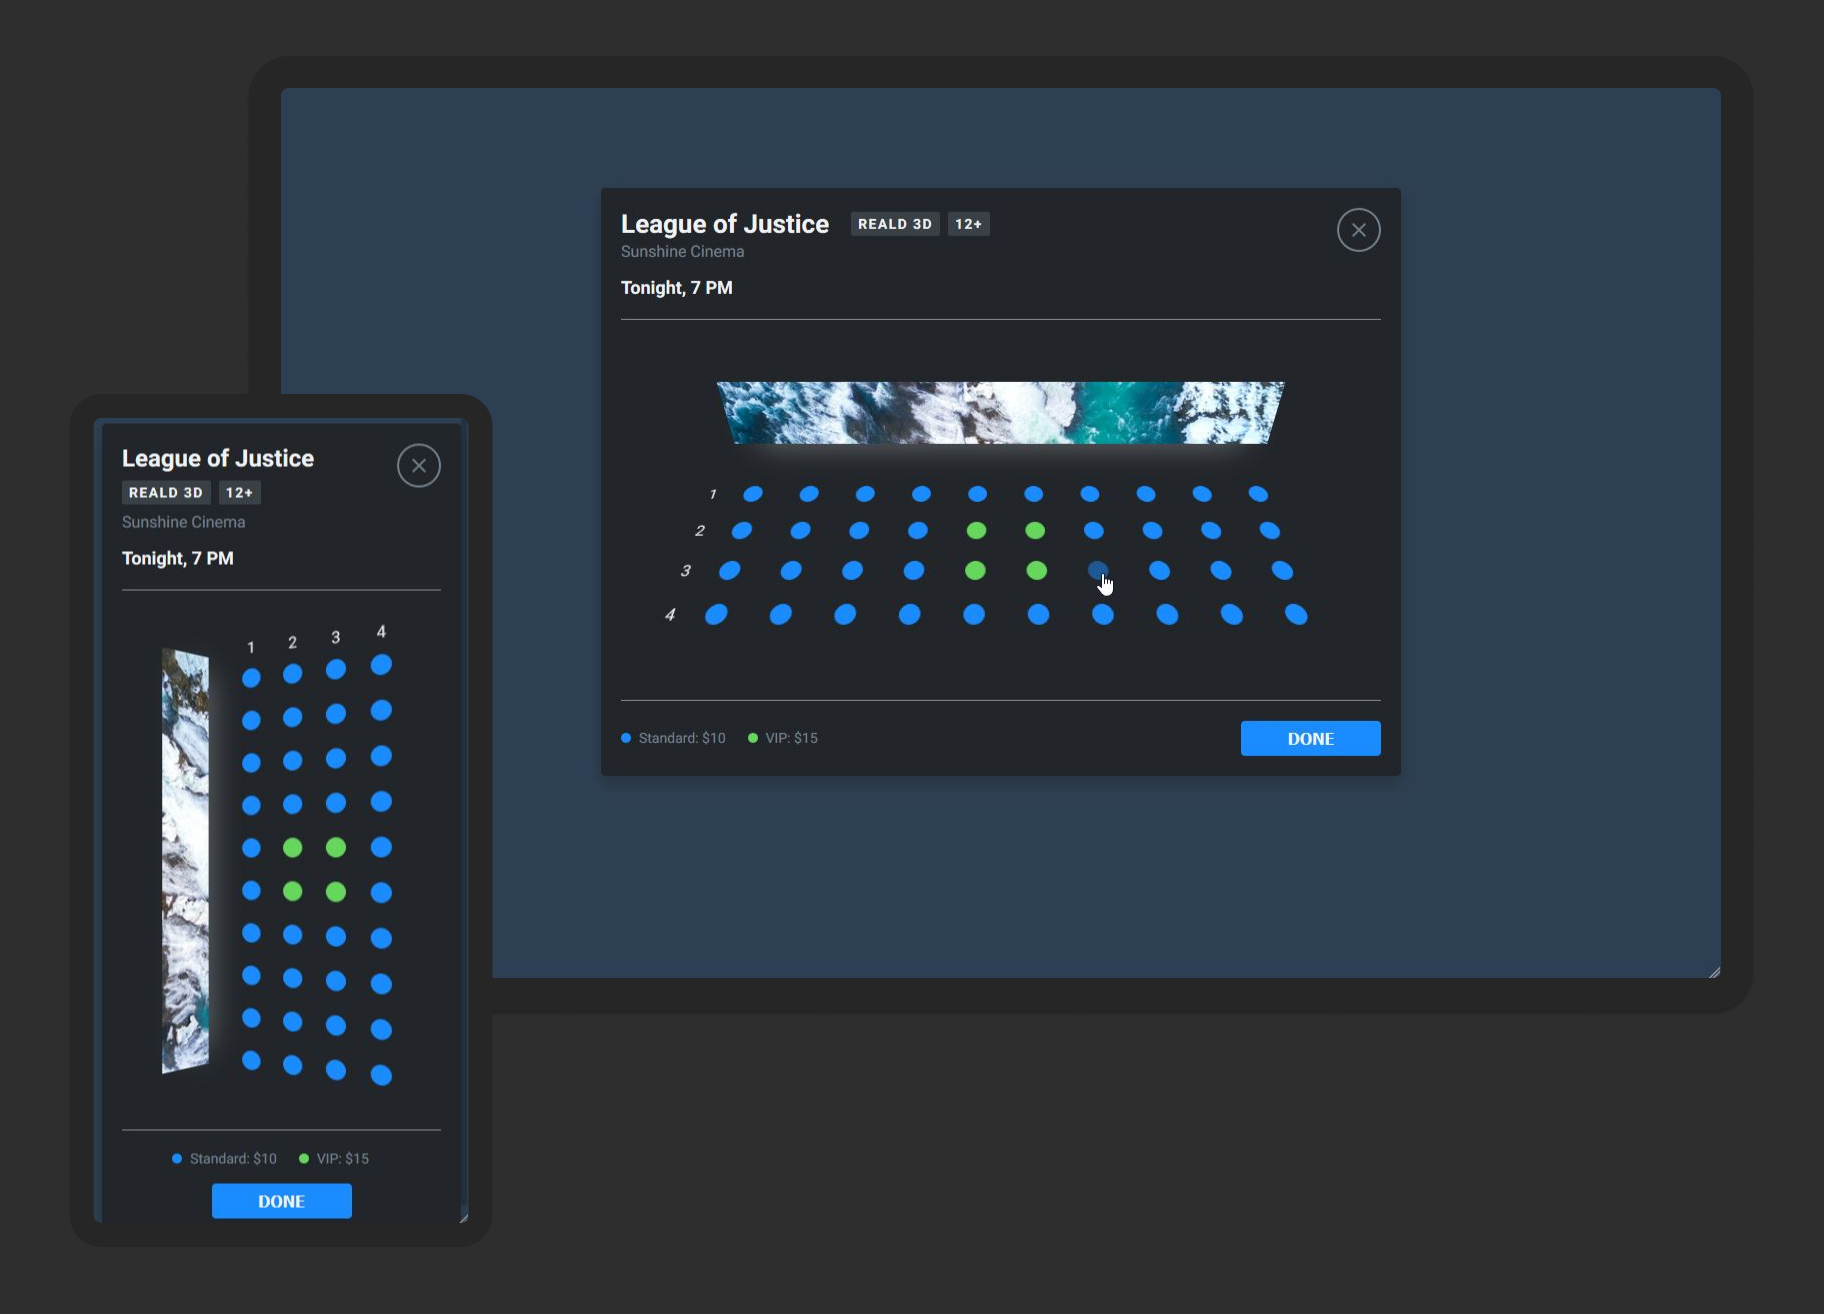 League of Justice REALD 3D 12+
Sunshine Cinema
Tonight, 7 PM
1
2
3
4
Standard: $10 VIP: $15 DONE
League of Justice
REALD 3D 12+
Sunshine Cinema
Tonight, 7 PM
1 2 3 4
Standard: $10 VIP: $15
DONE